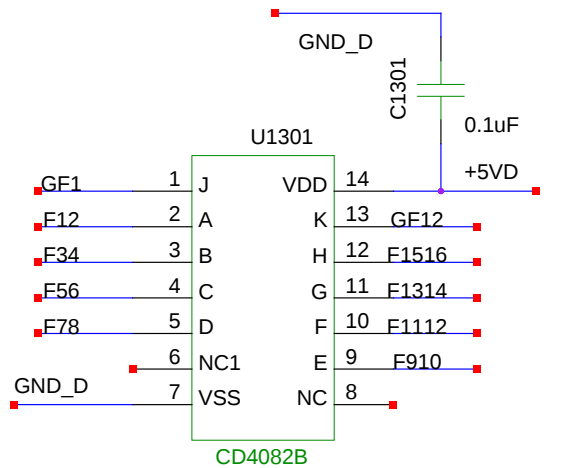 GND_D
C1301
0.1uF
U1301
+5VD
GF1 1 J VDD 14
F12 2 A K 13 GF12
F34 3 B H 12 F1516
F56 4 C G 11 F1314
F78 5 D F 10 F1112
6 NC1 E 9 F910
GND_D 7 VSS NC 8
CD4082B